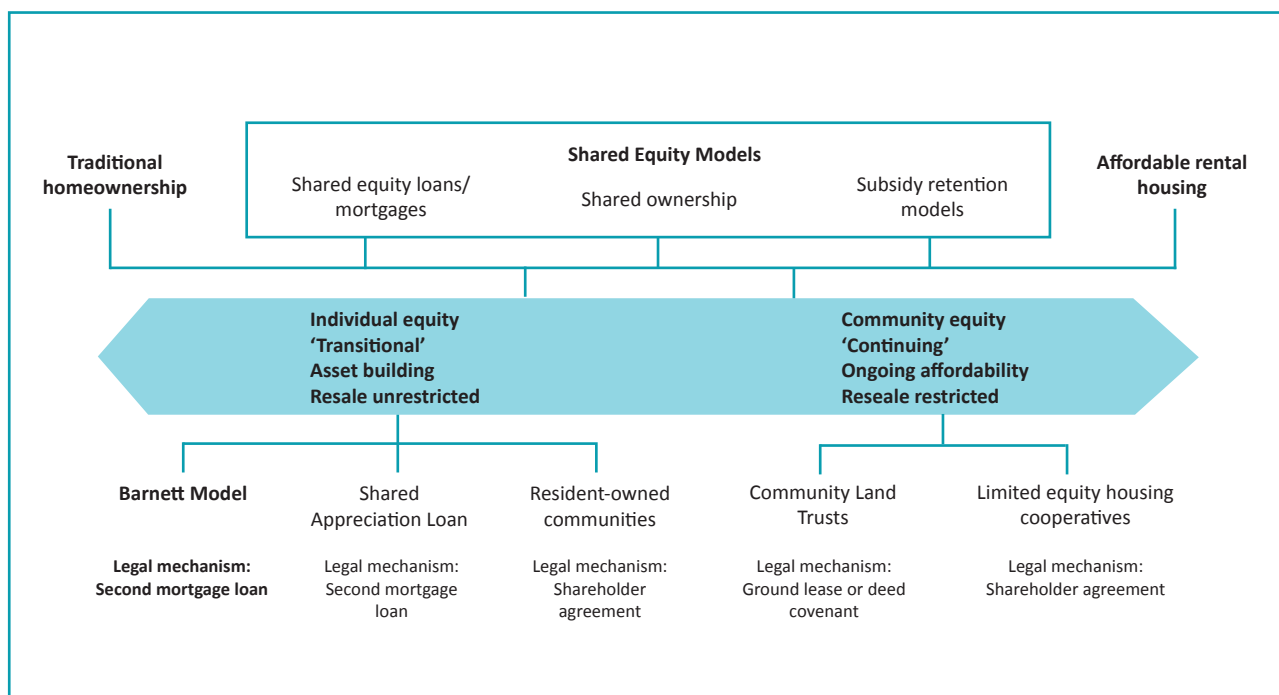 Shared Equity Models
Traditional
homeownership
Shared equity loans/
mortgages
Shared ownership
Subsidy retention
models
Affordable rental
housing
Individual equity
‘Transitional’
Asset building
Resale unrestricted
Community equity
‘Continuing’
Ongoing affordability
Reseale restricted
Barnett Model
Legal mechanism:
Second mortgage loan
Shared
Appreciation Loan
Legal mechanism:
Second mortgage
loan
Resident-owned
communities
Legal mechanism:
Shareholder
agreement
Community Land
Trusts
Legal mechanism:
Ground lease or deed
covenant
Limited equity housing
cooperatives
Legal mechanism:
Shareholder agreement